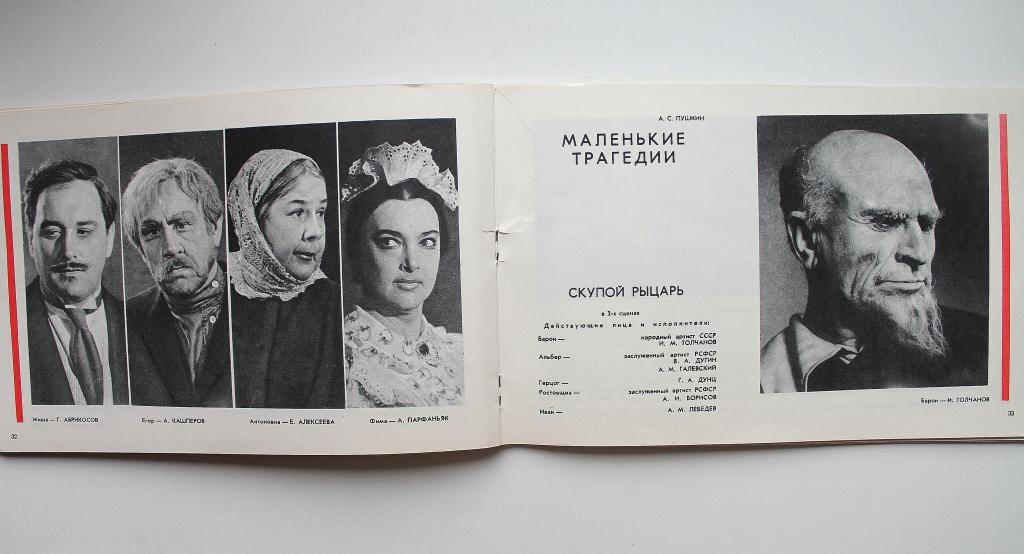 Миша — Г. АБРИКОСОВ
Егор — А. КАШПЕРОВ
Антоновна — Е. АЛЕКСЕЕВА
Фима — А. ПАРФАНЬЯК
32
А. С. ПУШКИН
МАЛЕНЬКИЕ
ТРАГЕДИИ
СКУПОЙ РЫЦАРЬ
в 3-х сценах
Действующие лица и исполнители:
Барон — народный артист СССР
И. М. ТОЛЧАНОВ
Альбер — заслуженный артист РСФСР
В. А. ДУГИН
А. М. ГАЛЕВСКИЙ
Герцог — Г. А. ДУНЦ
Ростовщик — заслуженный артист РСФСР
А. И. БОРИСОВ
Иван — А. М. ЛЕБЕДЕВ
Барон — И. ТОЛЧАНОВ
33